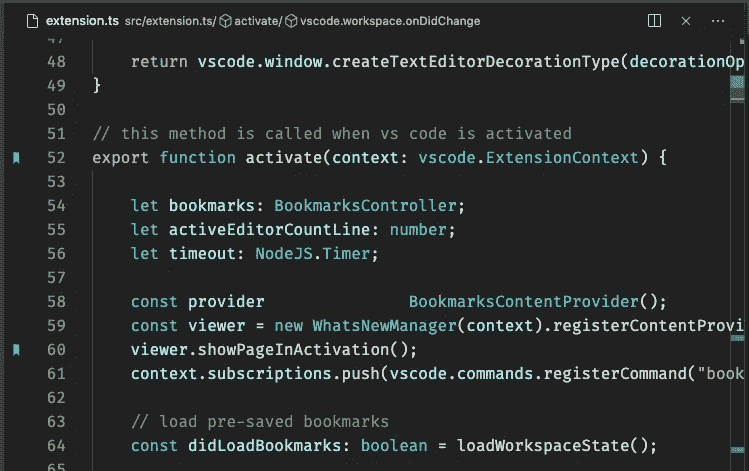 extension.ts src/extension.ts/ activate/ vscode.workspace.onDidChange
47
48 return vscode.window.createTextEditorDecorationType(decorationOp
49 }
50
51 // this method is called when vs code is activated
52 export function activate(context: vscode.ExtensionContext) {
53
54 let bookmarks: BookmarksController;
55 let activeEditorCountLine: number;
56 let timeout: NodeJS.Timer;
57
58 const provider BookmarksContentProvider();
59 const viewer = new WhatsNewManager(context).registerContentProvi
60 viewer.showPageInActivation();
61 context.subscriptions.push(vscode.commands.registerCommand("book
62
63 // load pre-saved bookmarks
64 const didLoadBookmarks: boolean = loadWorkspaceState();
65